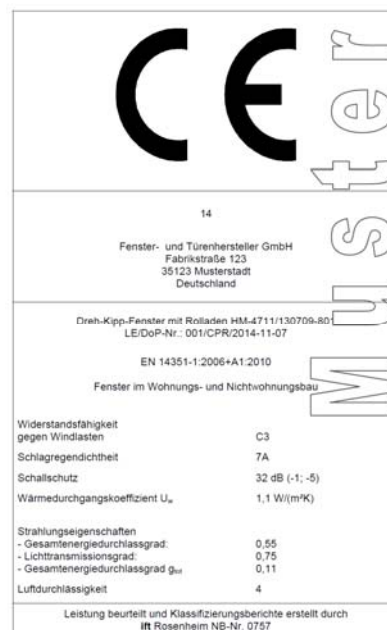 CE
Muster
14
Fenster- und Türenhersteller GmbH
Fabrikstraße 123
35123 Musterstadt
Deutschland
Dreh-Kipp-Fenster mit Rolladen HM-4711/130709-801
LE/DoP-Nr.: 001/CPR/2014-11-07
EN 14351-1:2006+A1:2010
Fenster im Wohnungs- und Nichtwohnungsbau
Widerstandsfähigkeit
gegen Windlasten C3
Schlagregendichtheit 7A
Schallschutz 32 dB (-1; -5)
Wärmedurchgangskoeffizient Uw 1,1 W/(m²K)
Strahlungseigenschaften
- Gesamtenergiedurchlassgrad: 0,55
- Lichttransmissionsgrad: 0,75
- Gesamtenergiedurchlassgrad gtot 0,11
Luftdurchlässigkeit 4
Leistung beurteilt und Klassifizierungsberichte erstellt durch
ift Rosenheim NB-Nr. 0757